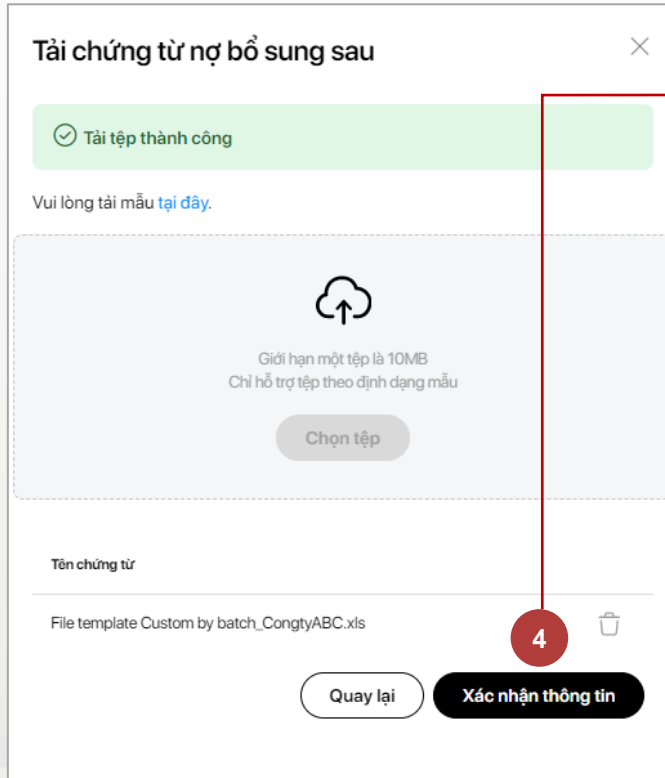 Tải chứng từ nợ bổ sung sau
Tải tệp thành công
Vui lòng tải mẫu tại đây.
Giới hạn một tệp là 10MB
Chỉ hỗ trợ tệp theo định dạng mẫu
Chọn tệp
Tên chứng từ
File template Custom by batch_CongtyABC.xls
4
Quay lại
Xác nhận thông tin